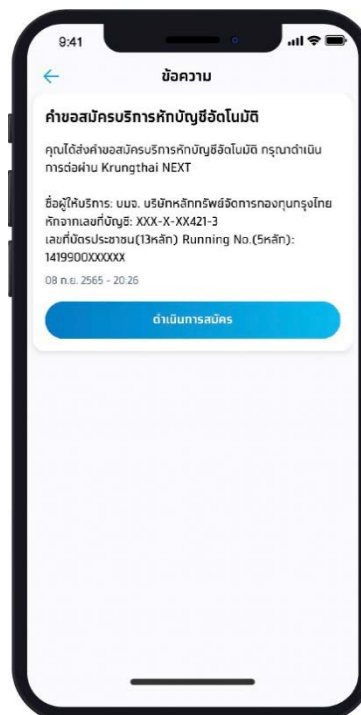 9:41
ข้อความ
คำขอสมัครบริการหักบัญชีอัตโนมัติ
คุณได้ส่งคำขอสมัครบริการหักบัญชีอัตโนมัติ กรุณาดำเนิน
การต่อผ่าน Krungthai NEXT
ชื่อผู้ให้บริการ: บมจ. บริษัทหลักทรัพย์จัดการกองทุนกรุงไทย
หักจากเลขที่บัญชี: XXX-X-XX421-3
เลขที่บัตรประชาชน(13หลัก) Running No.(5หลัก):
1419900XXXXXX
08 ก.ย. 2565 - 20:26
ดำเนินการสมัคร